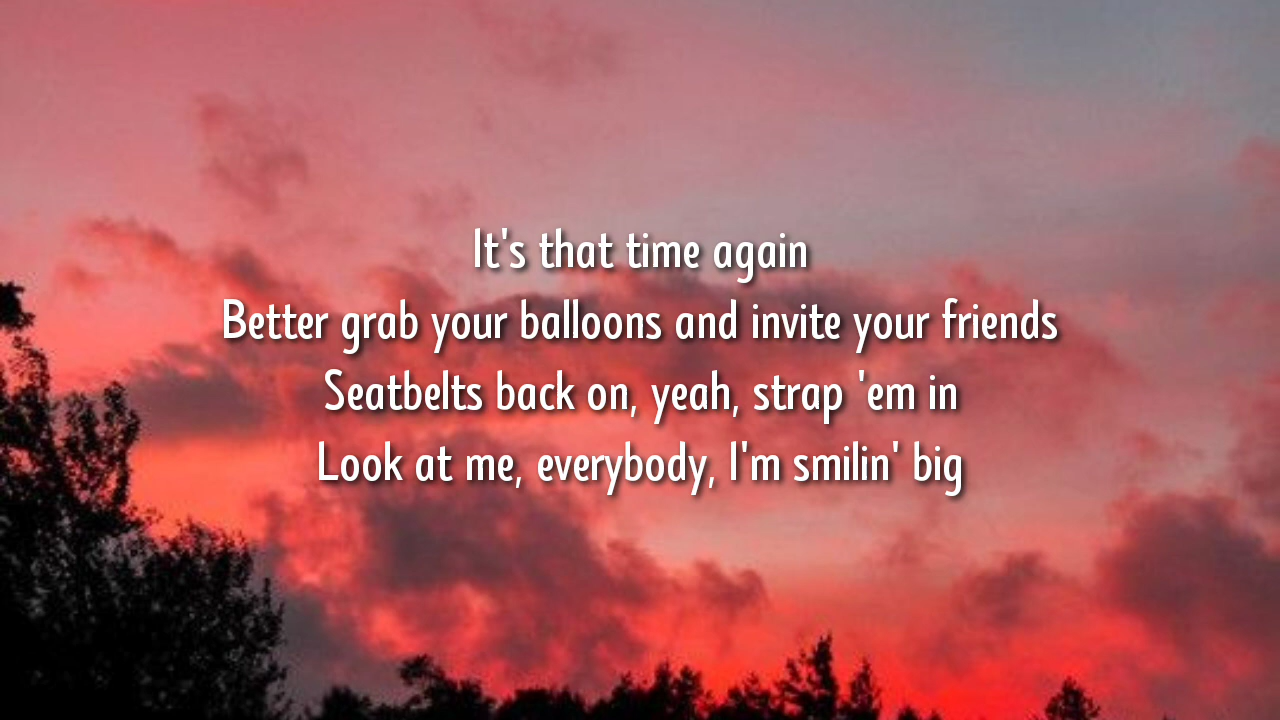 It's that time again
Better grab your balloons and invite your friends
Seatbelts back on, yeah, strap 'em in
Look at me, everybody, I'm smilin' big